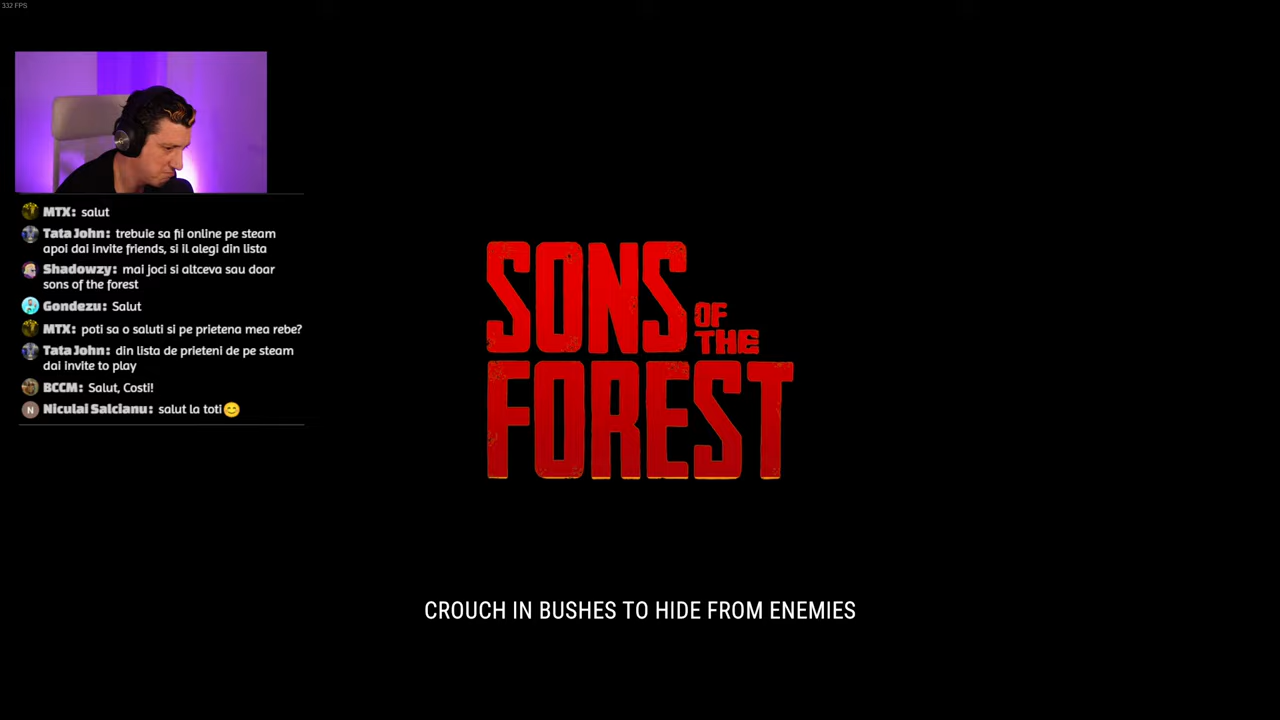 332 FPS
MTX: salut
Tata John: trebuie sa fii online pe steam
apoi dai invite friends, si il alegi din lista
Shadowzy: mai joci si altceva sau doar
sons of the forest
Gondezu: Salut
MTX: poti sa o saluti si pe prietena mea rebe?
Tata John: din lista de prieteni de pe steam
dai invite to play
BCCM: Salut, Costi!
N Niculai Salcianu: salut la toti😊
SONS OF THE
FOREST
CROUCH IN BUSHES TO HIDE FROM ENEMIES